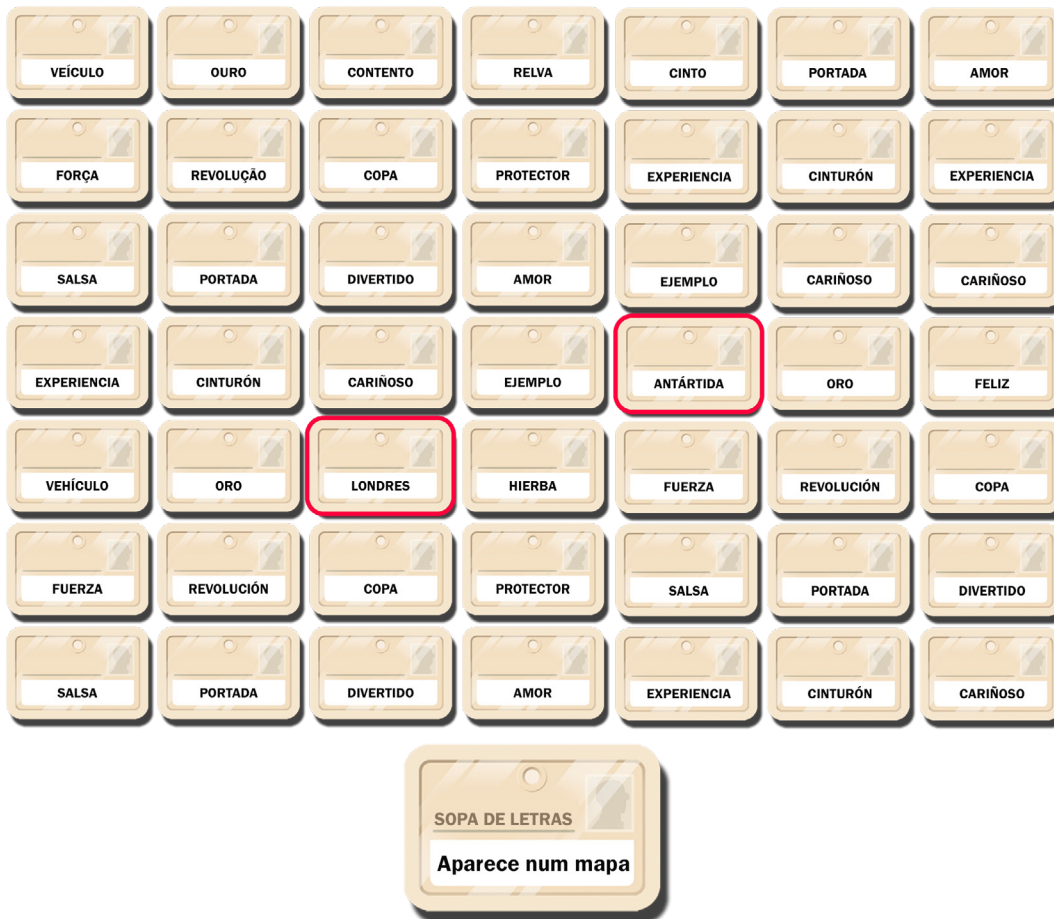 VEÍCULO OURO CONTENTO RELVA CINTO PORTADA AMOR
FORÇA REVOLUÇÃO COPA PROTECTOR EXPERIENCIA CINTURÓN EXPERIENCIA
SALSA PORTADA DIVERTIDO AMOR EJEMPLO CARIÑOSO CARIÑOSO
EXPERIENCIA CINTURÓN CARIÑOSO EJEMPLO ANTÁRTIDA ORO FELIZ
VEHÍCULO ORO LONDRES HIERBA FUERZA REVOLUCIÓN COPA
FUERZA REVOLUCIÓN COPA PROTECTOR SALSA PORTADA DIVERTIDO
SALSA PORTADA DIVERTIDO AMOR EXPERIENCIA CINTURÓN CARIÑOSO
SOPA DE LETRAS
Aparece num mapa